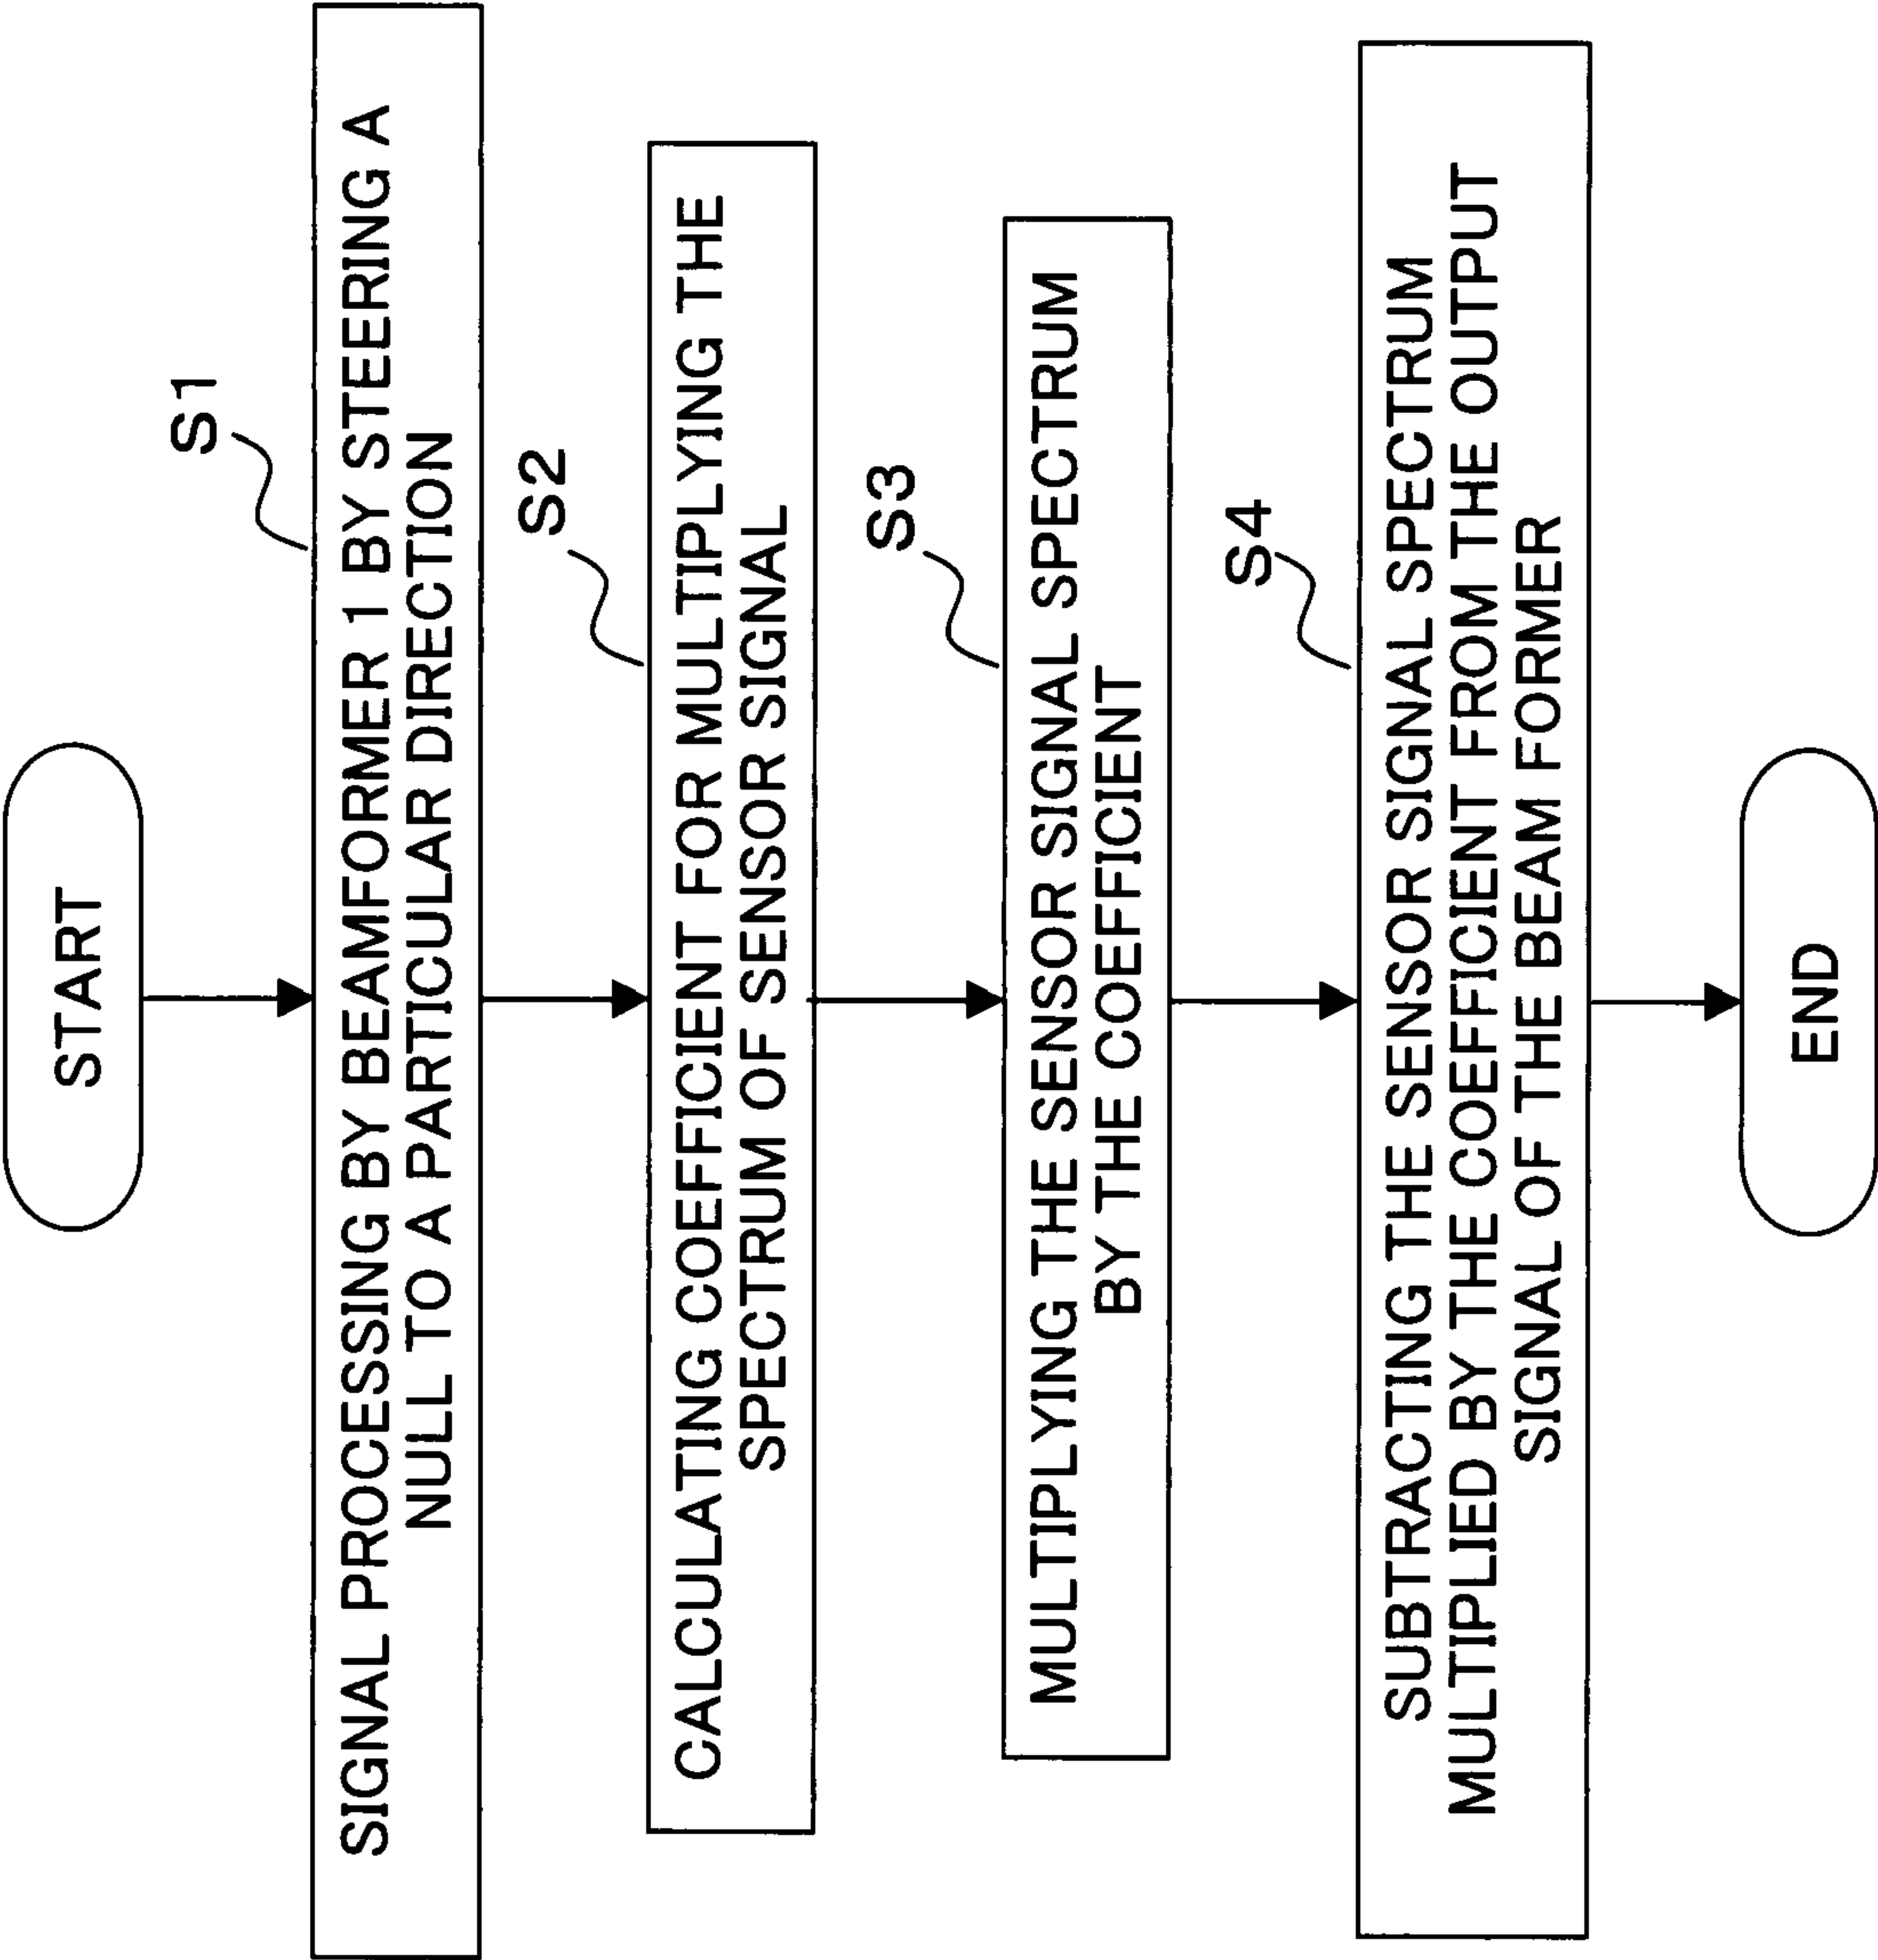 START
S1
SIGNAL PROCESSING BY BEAMFORMER 1 BY STEERING A
NULL TO A PARTICULAR DIRECTION
S2
CALCULATING COEFFICIENT FOR MULTIPLYING THE
SPECTRUM OF SENSOR SIGNAL
S3
MULTIPLYING THE SENSOR SIGNAL SPECTRUM
BY THE COEFFICIENT
S4
SUBTRACTING THE SENSOR SIGNAL SPECTRUM
MULTIPLIED BY THE COEFFICIENT FROM THE OUTPUT
SIGNAL OF THE BEAM FORMER
END